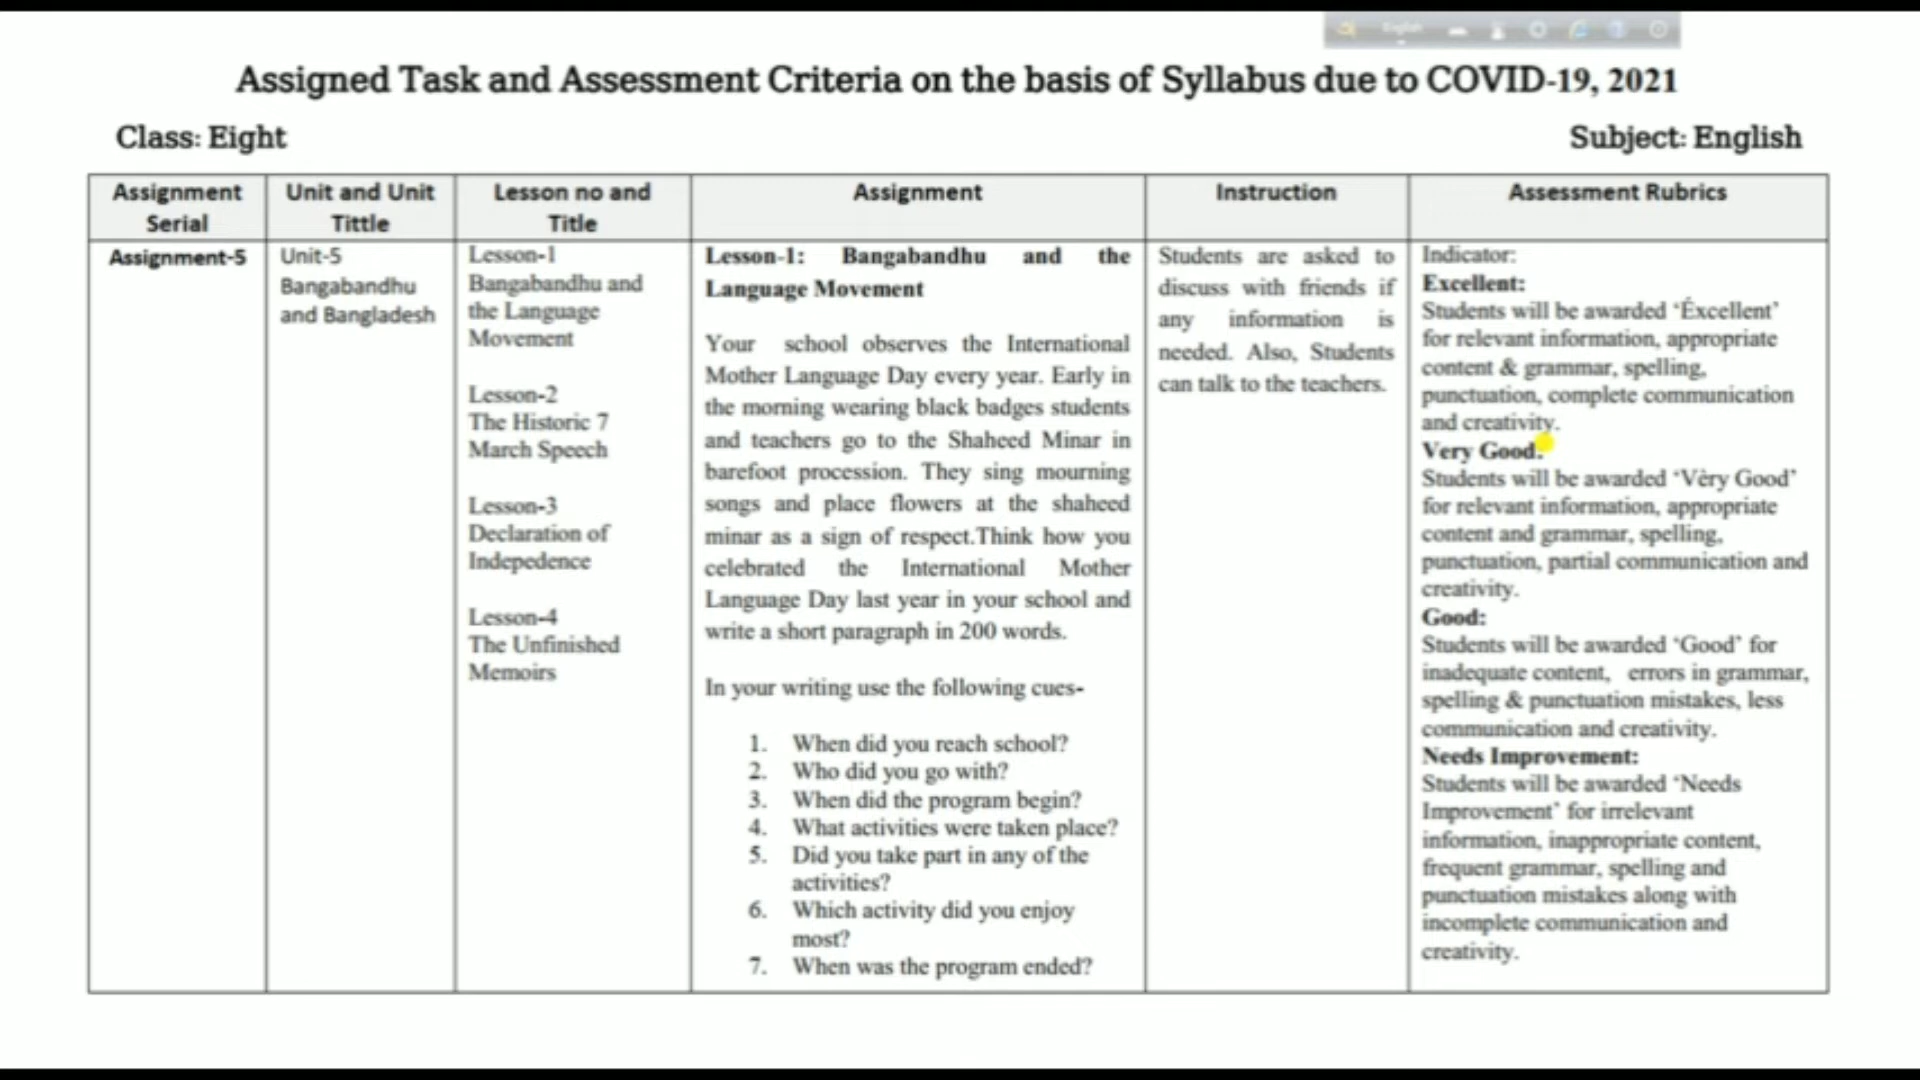 English
Assigned Task and Assessment Criteria on the basis of Syllabus due to COVID-19, 2021
Class: Eight
Subject: English
Assignment
Serial
Unit and Unit
Tittle
Lesson no and
Title
Assignment
Instruction
Assessment Rubrics
Assignment-5
Unit-5
Bangabandhu
and Bangladesh
Lesson-1
Bangabandhu and
the Language
Movement
Lesson-2
The Historic 7
March Speech
Lesson-3
Declaration of
Indepedence
Lesson-4
The Unfinished
Memoirs
Lesson-1: Bangabandhu and the
Language Movement
Your school observes the International
Mother Language Day every year. Early in
the morning wearing black badges students
and teachers go to the Shaheed Minar in
barefoot procession. They sing mourning
songs and place flowers at the shaheed
minar as a sign of respect.Think how you
celebrated the International Mother
Language Day last year in your school and
write a short paragraph in 200 words.
In your writing use the following cues-
1. When did you reach school?
2. Who did you go with?
3. When did the program begin?
4. What activities were taken place?
5. Did you take part in any of the
activities?
6. Which activity did you enjoy
most?
7. When was the program ended?
Students are asked to
discuss with friends if
any information is
needed. Also, Students
can talk to the teachers.
Indicator:
Excellent:
Students will be awarded ‘Éxcellent’
for relevant information, appropriate
content & grammar, spelling,
punctuation, complete communication
and creativity.
Very Good:
Students will be awarded ‘Vèry Good’
for relevant information, appropriate
content and grammar, spelling,
punctuation, partial communication and
creativity.
Good:
Students will be awarded ‘Good’ for
inadequate content, errors in grammar,
spelling & punctuation mistakes, less
communication and creativity.
Needs Improvement:
Students will be awarded ‘Needs
Improvement’ for irrelevant
information, inappropriate content,
frequent grammar, spelling and
punctuation mistakes along with
incomplete communication and
creativity.